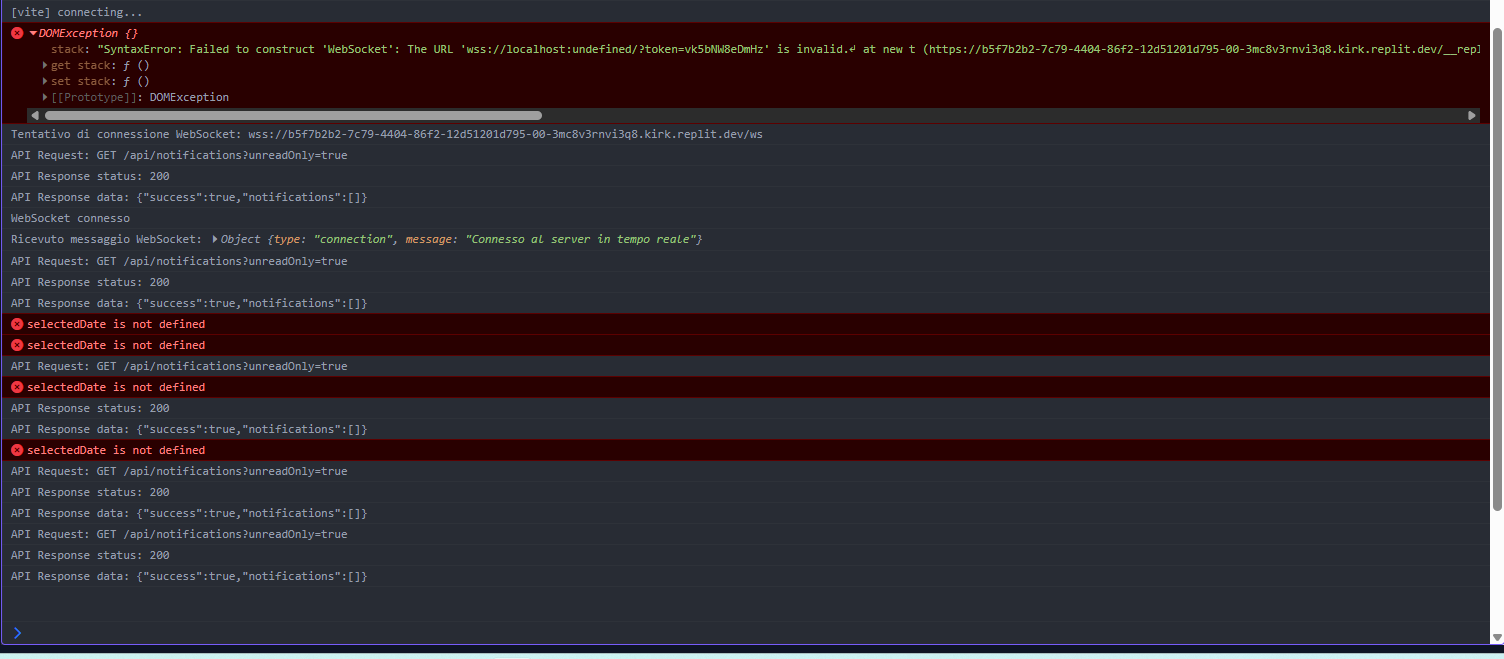 [vite] connecting...
DOMException {}
stack: "SyntaxError: Failed to construct 'WebSocket': The URL 'wss://localhost:undefined/?token=vk5bNW8eDmHz' is invalid.↵ at new t (https://b5f7b2b2-7c79-4404-86f2-12d51201d795-00-3mc8v3rnvi3q8.kirk.replit.dev/__repl
get stack: ƒ ()
set stack: ƒ ()
[[Prototype]]: DOMException
Tentativo di connessione WebSocket: wss://b5f7b2b2-7c79-4404-86f2-12d51201d795-00-3mc8v3rnvi3q8.kirk.replit.dev/ws
API Request: GET /api/notifications?unreadOnly=true
API Response status: 200
API Response data: {"success":true,"notifications":[]}
WebSocket connesso
Ricevuto messaggio WebSocket: Object {type: "connection", message: "Connesso al server in tempo reale"}
API Request: GET /api/notifications?unreadOnly=true
API Response status: 200
API Response data: {"success":true,"notifications":[]}
selectedDate is not defined
selectedDate is not defined
API Request: GET /api/notifications?unreadOnly=true
selectedDate is not defined
API Response status: 200
API Response data: {"success":true,"notifications":[]}
selectedDate is not defined
API Request: GET /api/notifications?unreadOnly=true
API Response status: 200
API Response data: {"success":true,"notifications":[]}
API Request: GET /api/notifications?unreadOnly=true
API Response status: 200
API Response data: {"success":true,"notifications":[]}